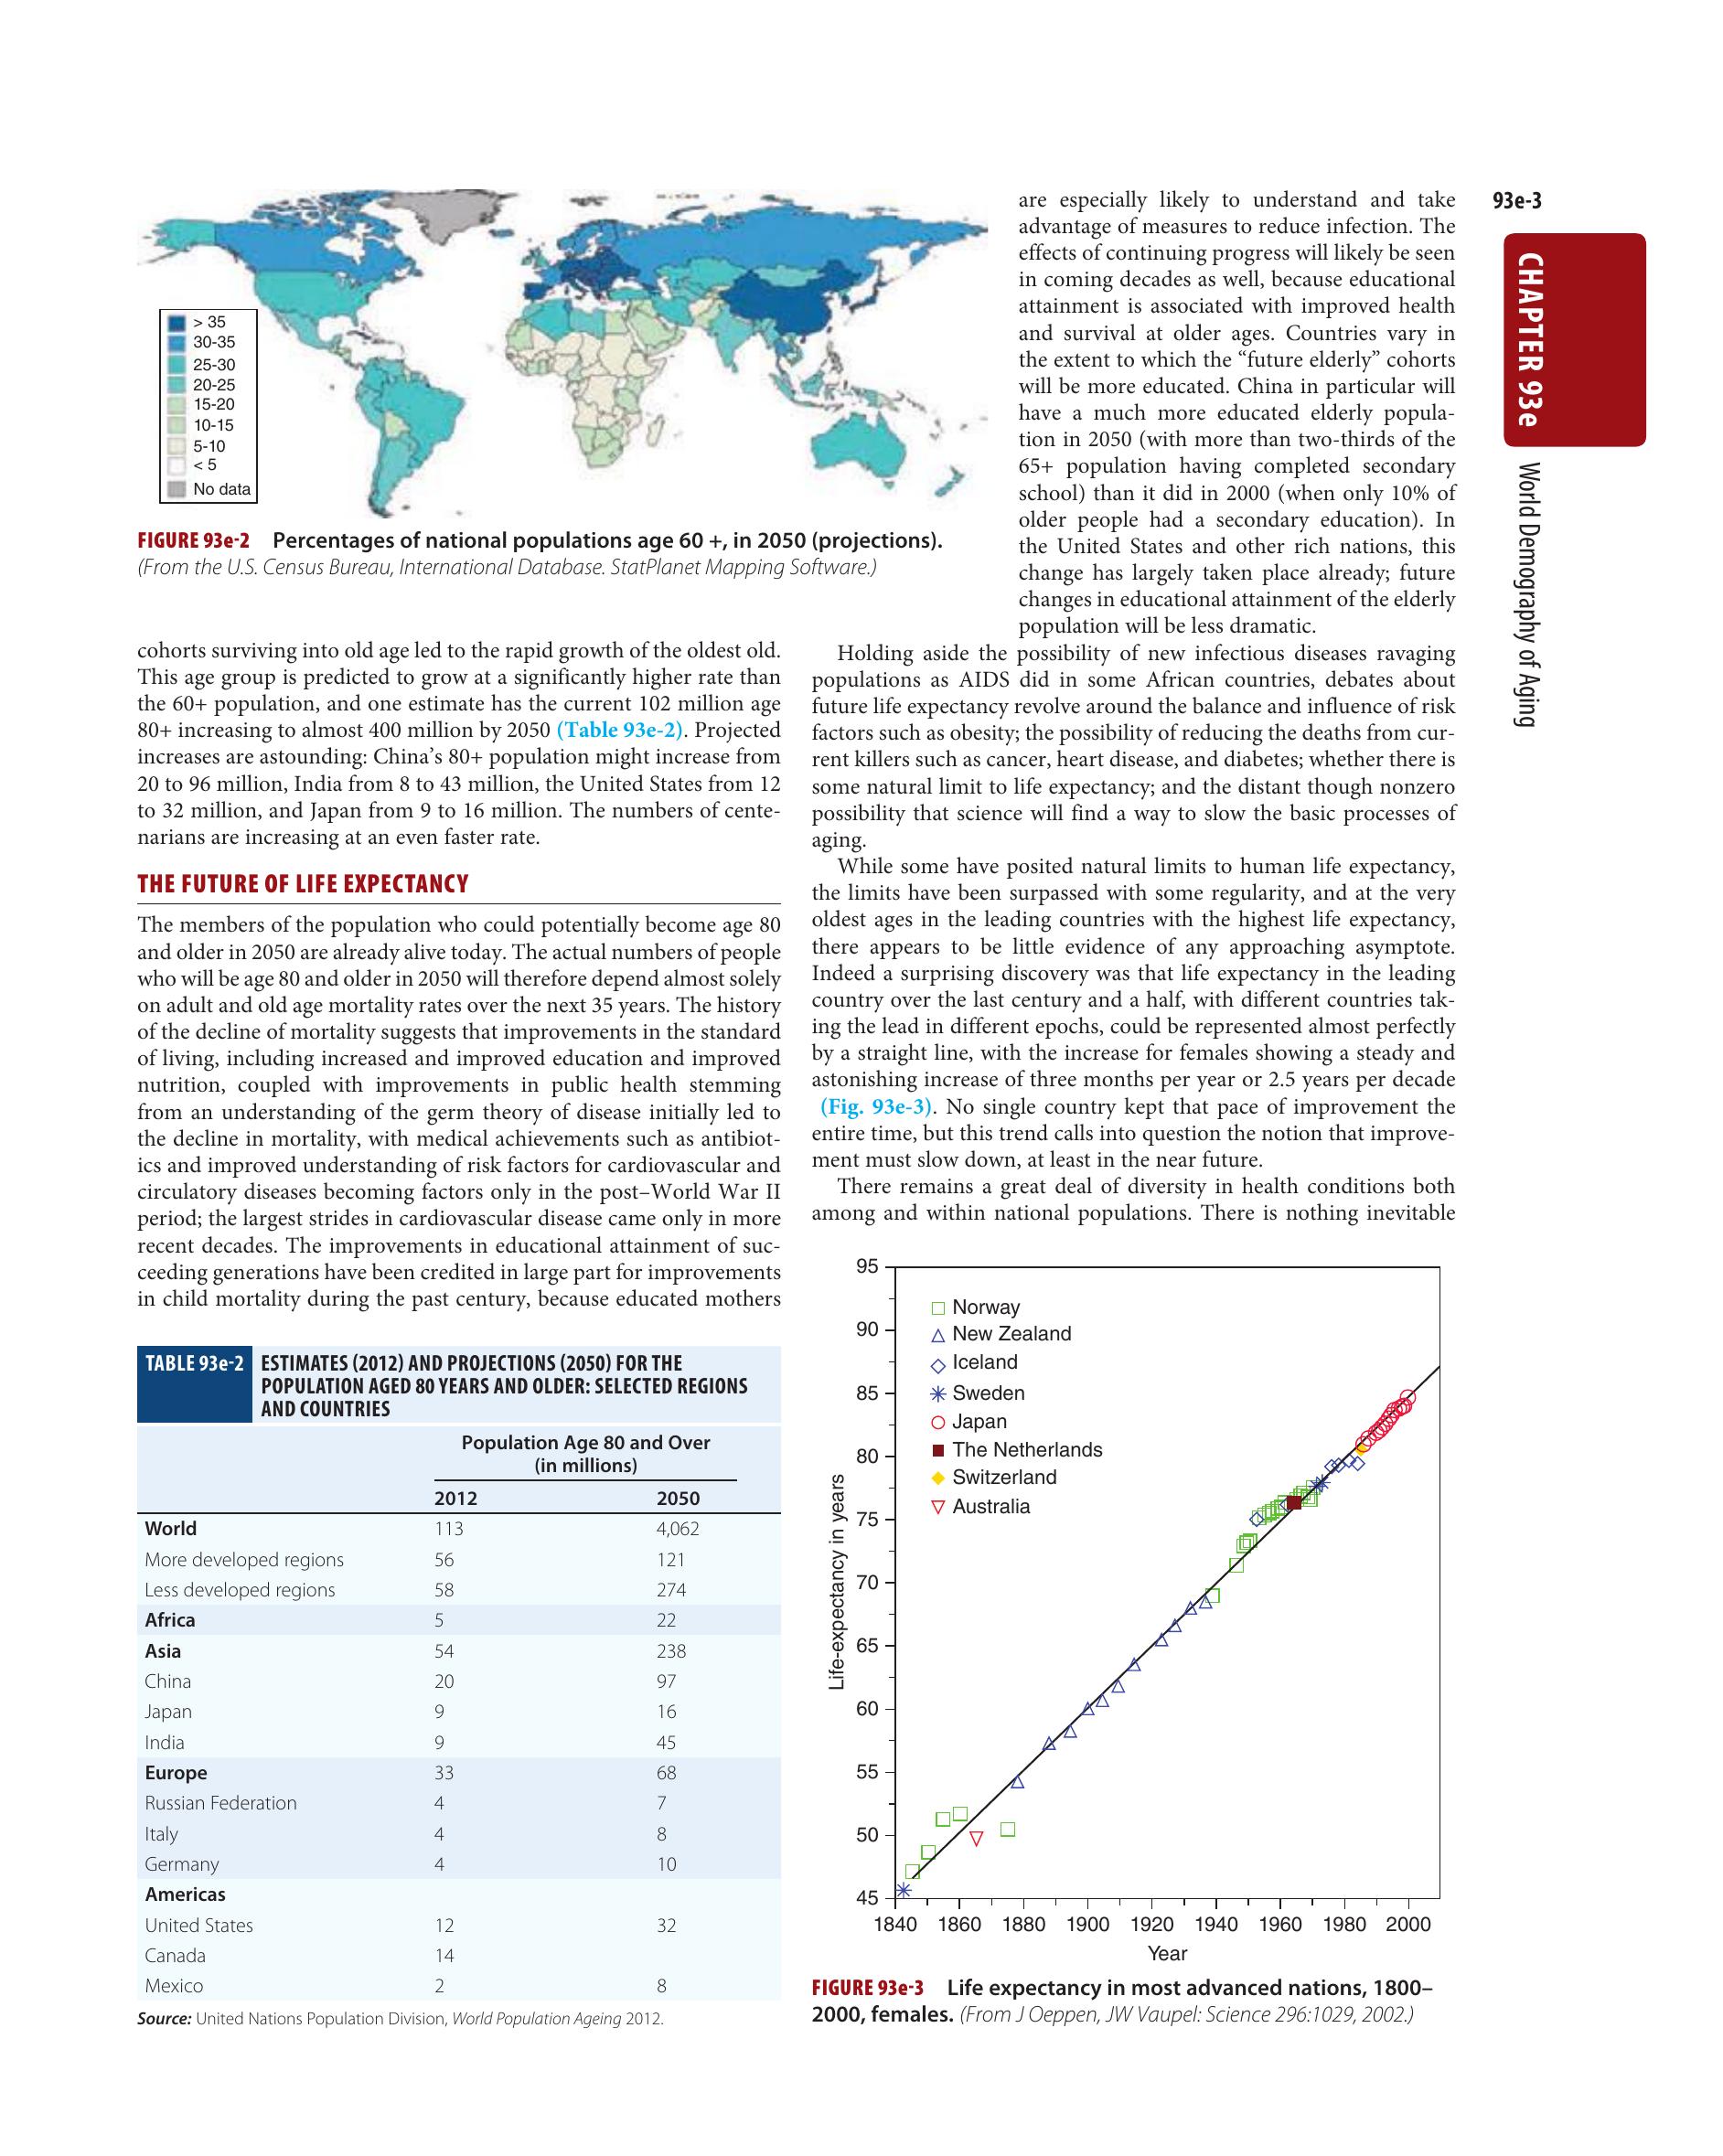 93e-3
CHAPTER 93e
World Demography of Aging
> 35
30-35
25-30
20-25
15-20
10-15
5-10
< 5
No data
FIGURE 93e-2 Percentages of national populations age 60 +, in 2050 (projections).
(From the U.S. Census Bureau, International Database. StatPlanet Mapping Software.)
cohorts surviving into old age led to the rapid growth of the oldest old.
This age group is predicted to grow at a significantly higher rate than
the 60+ population, and one estimate has the current 102 million age
80+ increasing to almost 400 million by 2050 (Table 93e-2). Projected
increases are astounding: China’s 80+ population might increase from
20 to 96 million, India from 8 to 43 million, the United States from 12
to 32 million, and Japan from 9 to 16 million. The numbers of cente-
narians are increasing at an even faster rate.
THE FUTURE OF LIFE EXPECTANCY
The members of the population who could potentially become age 80
and older in 2050 are already alive today. The actual numbers of people
who will be age 80 and older in 2050 will therefore depend almost solely
on adult and old age mortality rates over the next 35 years. The history
of the decline of mortality suggests that improvements in the standard
of living, including increased and improved education and improved
nutrition, coupled with improvements in public health stemming
from an understanding of the germ theory of disease initially led to
the decline in mortality, with medical achievements such as antibiot-
ics and improved understanding of risk factors for cardiovascular and
circulatory diseases becoming factors only in the post–World War II
period; the largest strides in cardiovascular disease came only in more
recent decades. The improvements in educational attainment of suc-
ceeding generations have been credited in large part for improvements
in child mortality during the past century, because educated mothers
TABLE 93e-2 ESTIMATES (2012) AND PROJECTIONS (2050) FOR THE
POPULATION AGED 80 YEARS AND OLDER: SELECTED REGIONS
AND COUNTRIES
Population Age 80 and Over
(in millions)
2012 2050
World 113 4,062
More developed regions 56 121
Less developed regions 58 274
Africa 5 22
Asia 54 238
China 20 97
Japan 9 16
India 9 45
Europe 33 68
Russian Federation 4 7
Italy 4 8
Germany 4 10
Americas
United States 12 32
Canada 14
Mexico 2 8
Source: United Nations Population Division, World Population Ageing 2012.
are especially likely to understand and take
advantage of measures to reduce infection. The
effects of continuing progress will likely be seen
in coming decades as well, because educational
attainment is associated with improved health
and survival at older ages. Countries vary in
the extent to which the “future elderly” cohorts
will be more educated. China in particular will
have a much more educated elderly popula-
tion in 2050 (with more than two-thirds of the
65+ population having completed secondary
school) than it did in 2000 (when only 10% of
older people had a secondary education). In
the United States and other rich nations, this
change has largely taken place already; future
changes in educational attainment of the elderly
population will be less dramatic.
Holding aside the possibility of new infectious diseases ravaging
populations as AIDS did in some African countries, debates about
future life expectancy revolve around the balance and influence of risk
factors such as obesity; the possibility of reducing the deaths from cur-
rent killers such as cancer, heart disease, and diabetes; whether there is
some natural limit to life expectancy; and the distant though nonzero
possibility that science will find a way to slow the basic processes of
aging.
While some have posited natural limits to human life expectancy,
the limits have been surpassed with some regularity, and at the very
oldest ages in the leading countries with the highest life expectancy,
there appears to be little evidence of any approaching asymptote.
Indeed a surprising discovery was that life expectancy in the leading
country over the last century and a half, with different countries tak-
ing the lead in different epochs, could be represented almost perfectly
by a straight line, with the increase for females showing a steady and
astonishing increase of three months per year or 2.5 years per decade
(Fig. 93e-3). No single country kept that pace of improvement the
entire time, but this trend calls into question the notion that improve-
ment must slow down, at least in the near future.
There remains a great deal of diversity in health conditions both
among and within national populations. There is nothing inevitable
95
90
85
80
75
70
65
60
55
50
45
Life-expectancy in years
Norway
New Zealand
Iceland
Sweden
Japan
The Netherlands
Switzerland
Australia
1840 1860 1880 1900 1920 1940 1960 1980 2000
Year
FIGURE 93e-3 Life expectancy in most advanced nations, 1800–
2000, females. (From J Oeppen, JW Vaupel: Science 296:1029, 2002.)